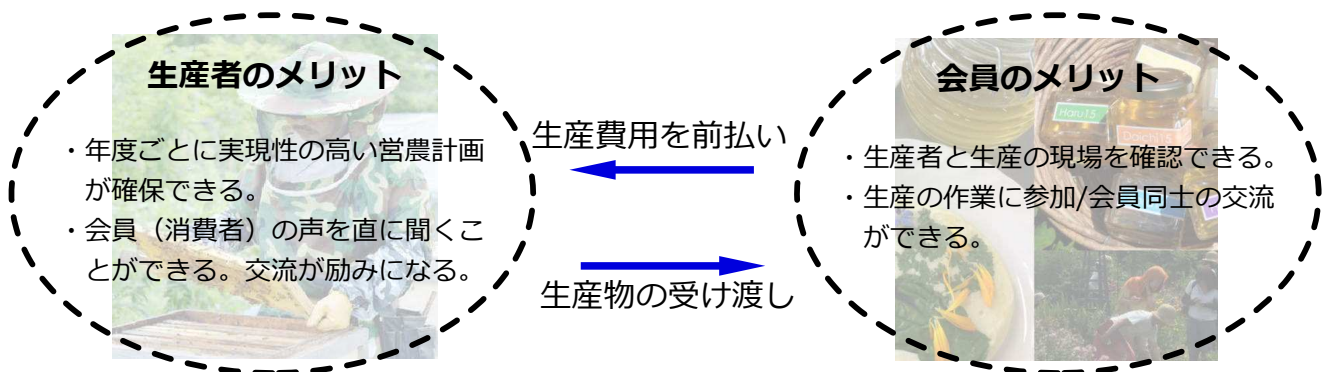 生産者のメリット
・年度ごとに実現性の高い営農計画
が確保できる。
・会員（消費者）の声を直に聞くこ
とができる。交流が励みになる。
生産費用を前払い
生産物の受け渡し
会員のメリット
・生産者と生産の現場を確認できる。
・生産の作業に参加/会員同士の交流
ができる。
Haru15
Daichi15